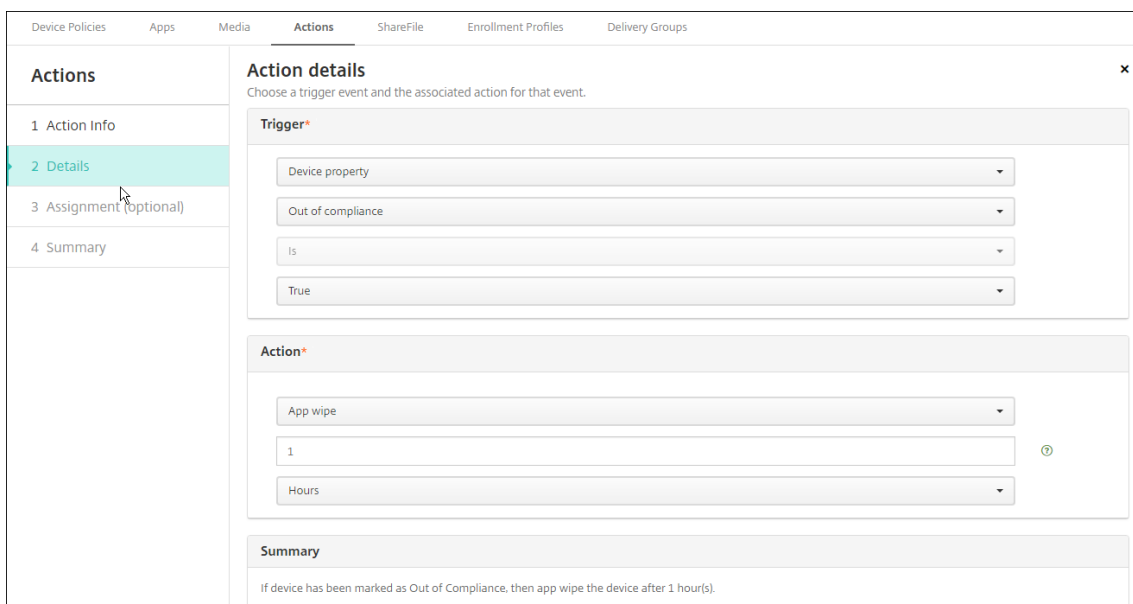 Device Policies Apps Media Actions ShareFile Enrollment Profiles Delivery Groups
Actions
1 Action Info
2 Details
3 Assignment (optional)
4 Summary
Action details
Choose a trigger event and the associated action for that event.
Trigger*
Device property
Out of compliance
Is
True
Action*
App wipe
1
Hours
Summary
If device has been marked as Out of Compliance, then app wipe the device after 1 hour(s).